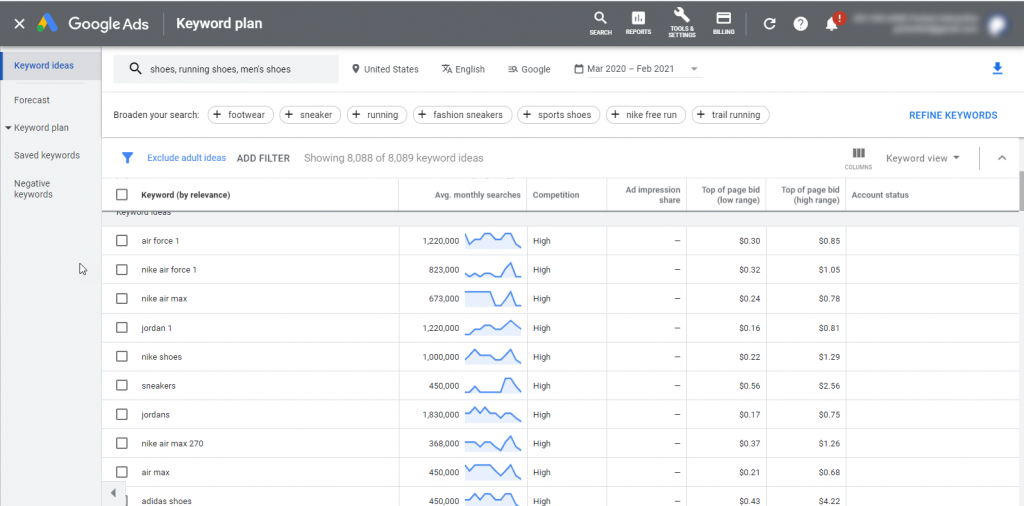 Google Ads
Keyword plan
SEARCH
REPORTS
TOOLS &
SETTINGS
BILLING
!
Keyword ideas
Forecast
Keyword plan
Saved keywords
Negative
keywords
shoes, running shoes, men's shoes
United States
English
Google
Mar 2020 – Feb 2021
Broaden your search:
+ footwear
+ sneaker
+ running
+ fashion sneakers
+ sports shoes
+ nike free run
+ trail running
REFINE KEYWORDS
Exclude adult ideas
ADD FILTER
Showing 8,088 of 8,089 keyword ideas
COLUMNS
Keyword view
Keyword (by relevance) Avg. monthly searches Competition Ad impression share Top of page bid (low range) Top of page bid (high range) Account status
Keyword ideas
air force 1 1,220,000 High – $0.30 $0.85
nike air force 1 823,000 High – $0.32 $1.05
nike air max 673,000 High – $0.24 $0.78
jordan 1 1,220,000 High – $0.16 $0.81
nike shoes 1,000,000 High – $0.22 $1.29
sneakers 450,000 High – $0.56 $2.56
jordans 1,830,000 High – $0.17 $0.75
nike air max 270 368,000 High – $0.37 $1.26
air max 450,000 High – $0.21 $0.68
adidas shoes 450,000 High – $0.43 $4.22